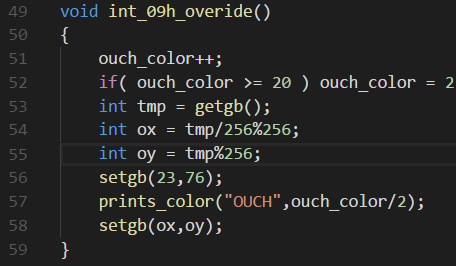 49 void int_09h_overide()
50 {
51 ouch_color++;
52 if( ouch_color >= 20 ) ouch_color = 2
53 int tmp = getgb();
54 int ox = tmp/256%256;
55 int oy = tmp%256;
56 setgb(23,76);
57 prints_color("OUCH",ouch_color/2);
58 setgb(ox,oy);
59 }